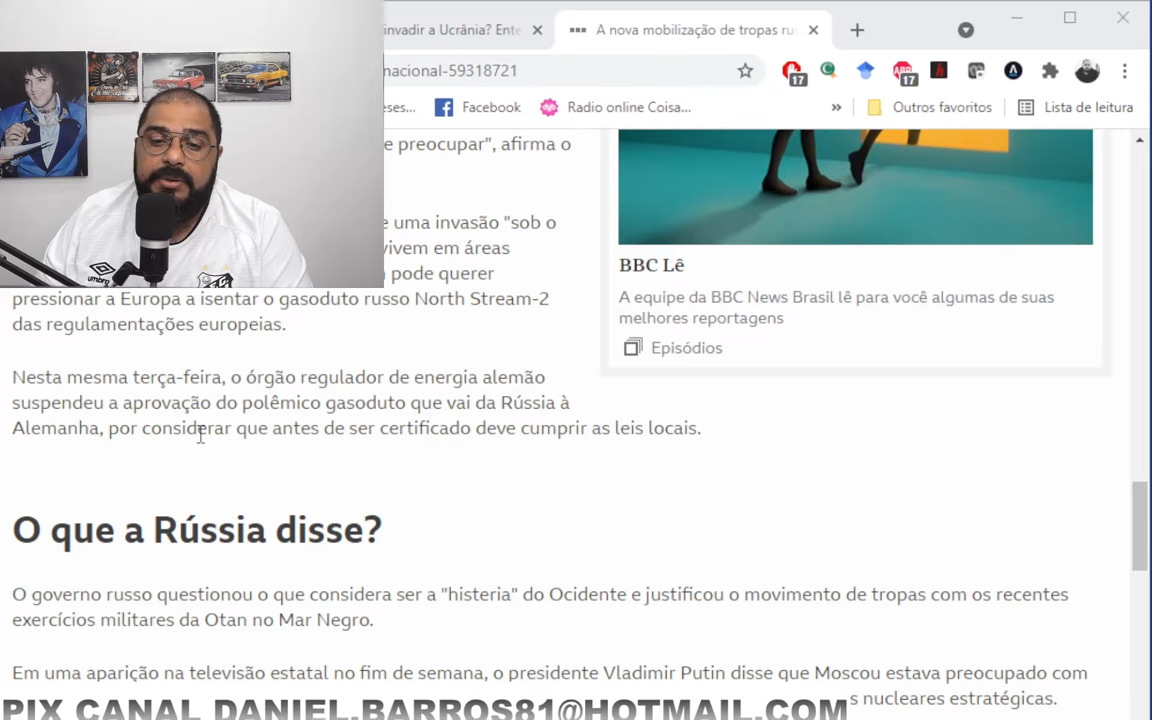 invadir a Ucrânia? Ente
A nova mobilização de tropas ru
nacional-59318721
17
17
eses...
Facebook
Radio online Coisa...
»
Outros favoritos
Lista de leitura
e preocupar", afirma o
e uma invasão "sob o
vivem em áreas
pode querer
pressionar a Europa a isentar o gasoduto russo North Stream-2
das regulamentações europeias.
BBC Lê
A equipe da BBC News Brasil lê para você algumas de suas
melhores reportagens
Episódios
Nesta mesma terça-feira, o órgão regulador de energia alemão
suspendeu a aprovação do polêmico gasoduto que vai da Rússia à
Alemanha, por considerar que antes de ser certificado deve cumprir as leis locais.
O que a Rússia disse?
O governo russo questionou o que considera ser a "histeria" do Ocidente e justificou o movimento de tropas com os recentes
exercícios militares da Otan no Mar Negro.
Em uma aparição na televisão estatal no fim de semana, o presidente Vladimir Putin disse que Moscou estava preocupado com
s nucleares estratégicas.
PIX CANAL DANIEL.BARROS81@HOTMAIL.COM
umbro